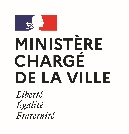 MINISTÈRE
CHARGÉ
DE LA VILLE
Liberté
Égalité
Fraternité